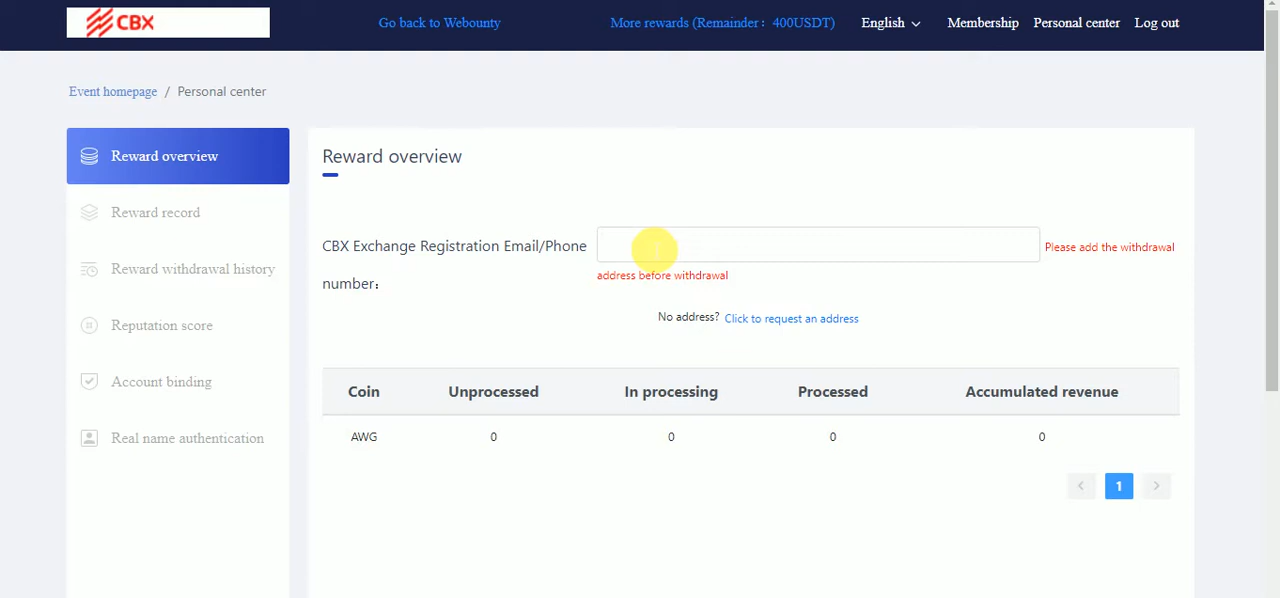 CBX
Go back to Webounty
More rewards (Remainder： 400USDT)
English
Membership
Personal center
Log out
Event homepage / Personal center
Reward overview
Reward record
Reward withdrawal history
Reputation score
Account binding
Real name authentication
Reward overview
CBX Exchange Registration Email/Phone
number：
Please add the withdrawal
address before withdrawal
No address? Click to request an address
Coin Unprocessed In processing Processed Accumulated revenue
AWG 0 0 0 0
< 1 >